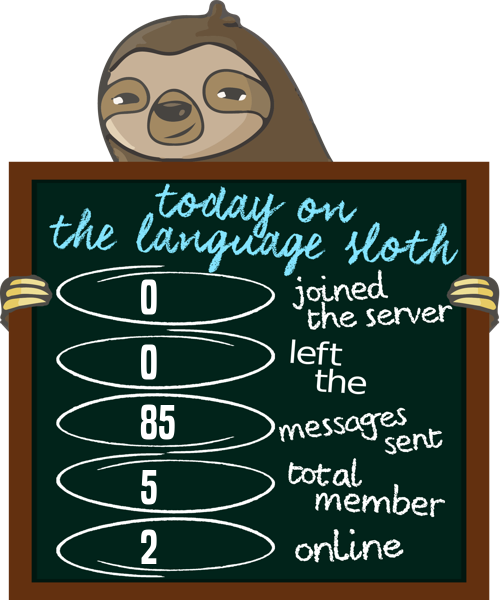 today on
the language sloth
0 joined
the server
0 left
the
85 messages
sent
5 total
member
2 online